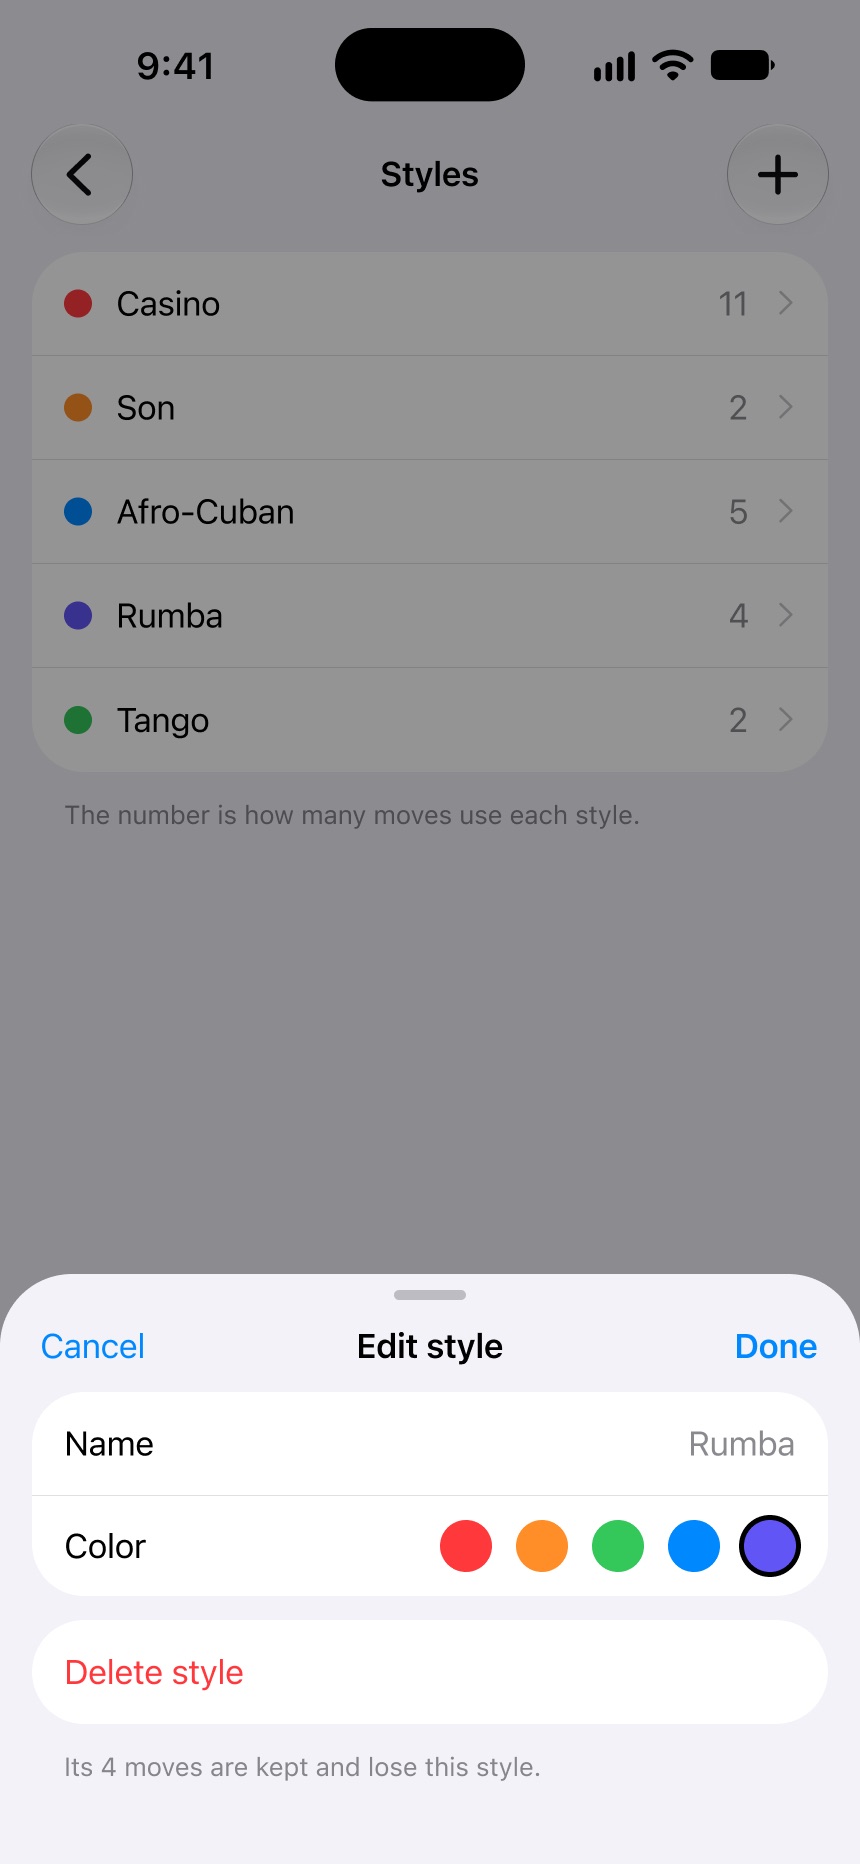 9:41
Styles
Casino 11
Son 2
Afro-Cuban 5
Rumba 4
Tango 2
The number is how many moves use each style.
Cancel Edit style Done
Name Rumba
Color
Delete style
Its 4 moves are kept and lose this style.